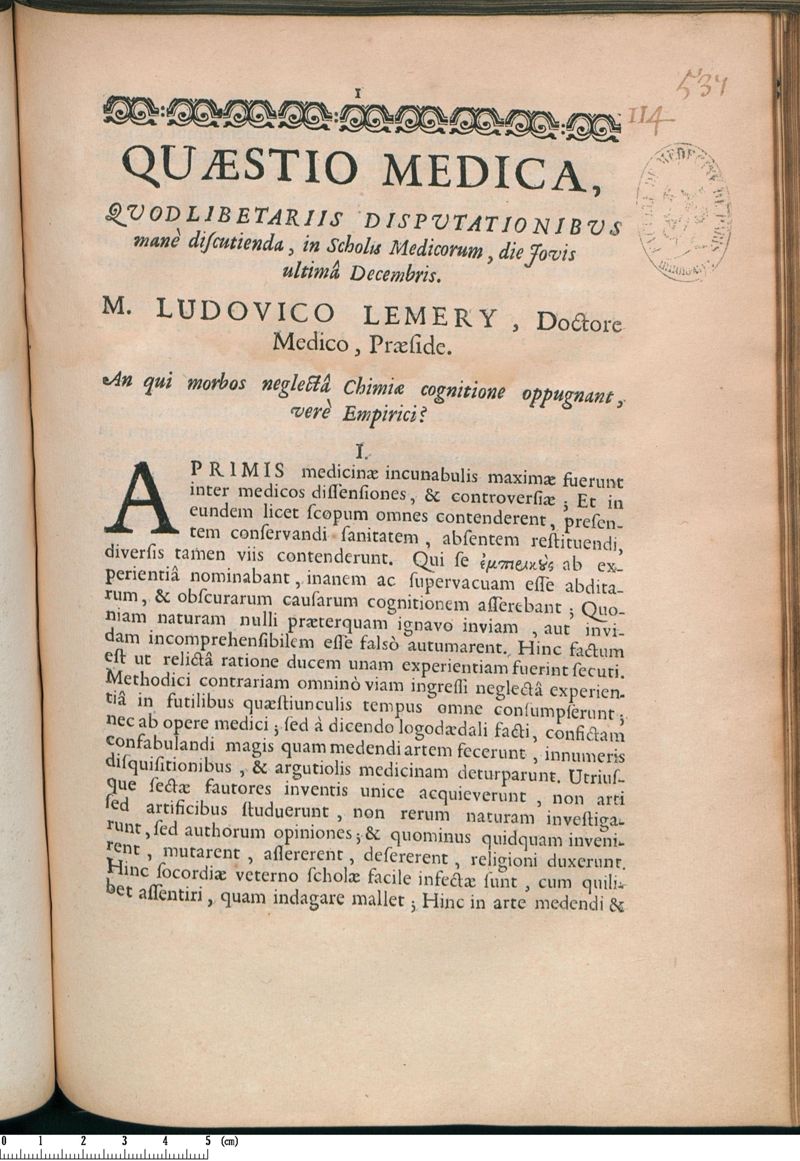 1
534
114
QUÆSTIO MEDICA,
QVODLIBETARIIS DISPVTATIONIBVS
manè diſcutienda, in Scholis Medicorum, die Jovis
ultimâ Decembris.
M. LUDOVICO LEMERY, Doctore
Medico, Præſide.
An qui morbos neglectâ Chimiæ cognitione oppugnant,
verè Empirici?
I.
A PRIMIS medicinæ incunabulis maximæ fuerunt
inter medicos diſſenſiones, & controverſiæ; Et in
eundem licet ſcopum omnes contenderent, preſen-
tem conſervandi ſanitatem, abſentem reſtituendi,
diverſis tamen viis contenderunt. Qui ſe ἐμπειικοὺς ab ex-
perientiâ nominabant, inanem ac ſupervacuam eſſe abdita-
rum, & obſcurarum cauſarum cognitionem aſſerebant; Quo-
niam naturam nulli præterquam ignavo inviam, aut invi-
dam incomprehenſibilem eſſe falsò autumarent. Hinc factum
eſt ut relictâ ratione ducem unam experientiam fuerint ſecuti.
Methodici contrariam omninò viam ingreſſi neglectâ experien-
tiâ in futilibus quæſtiunculis tempus omne conſumpſerunt;
nec ab opere medici; ſed à dicendo logodædali facti, confictam
confabulandi magis quam medendi artem fecerunt, innumeris
diſquiſitionibus, & argutiolis medicinam deturparunt. Utriuſ-
que ſectæ fautores inventis unice acquieverunt, non arti
ſed artificibus ſtuduerunt, non rerum naturam inveſtiga-
runt, ſed authorum opiniones; & quominus quidquam inveni-
rent, mutarent, aſſererent, deſererent, religioni duxerunt.
Hinc ſocordiæ veterno ſcholæ facile infectæ ſunt, cum quili-
bet aſſentiri, quam indagare mallet; Hinc in arte medendi &
0 1 2 3 4 5 (cm)